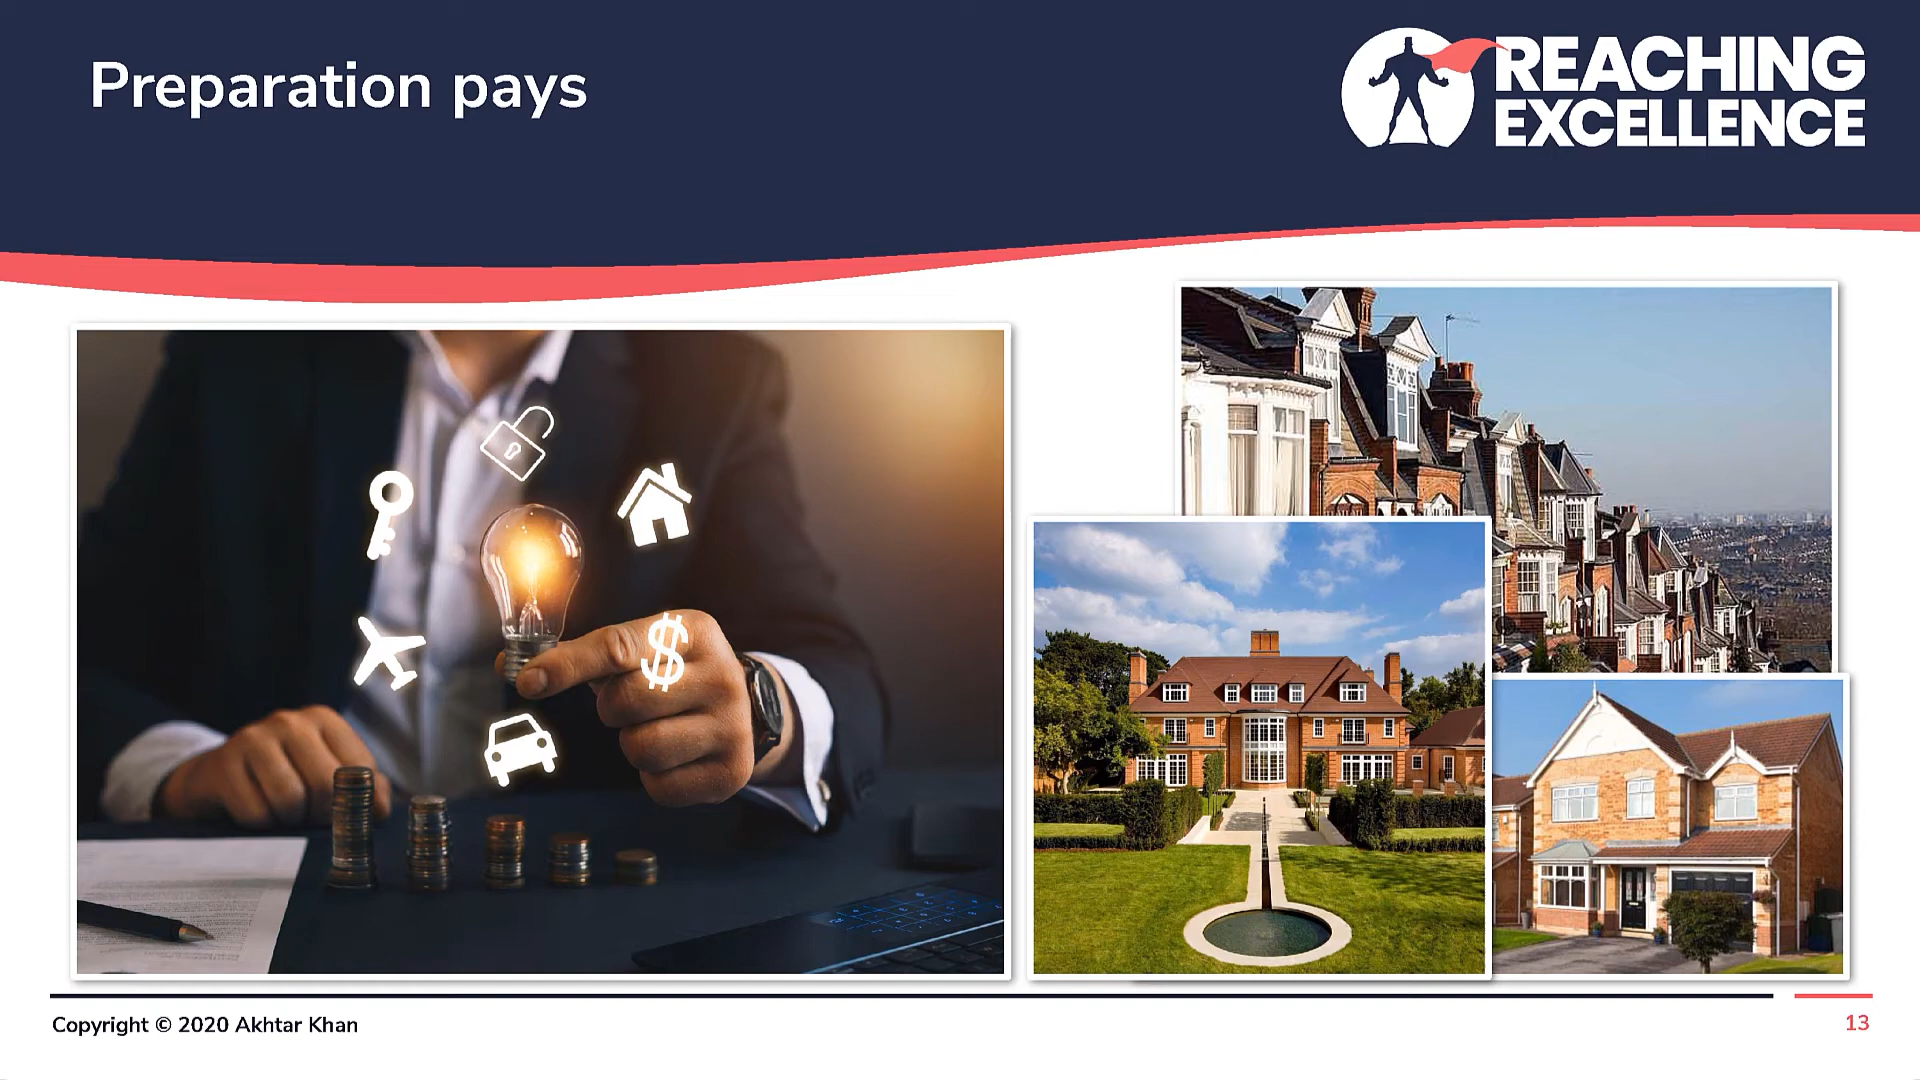 Preparation pays
REACHING
EXCELLENCE
Copyright © 2020 Akhtar Khan
13